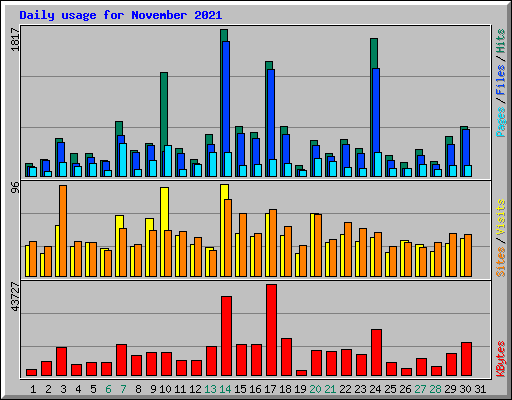 Daily usage for November 2021
1817
Pages / Files / Hits
96
Sites / Visits
43727
KBytes
1 2 3 4 5 6 7 8 9 10 11 12 13 14 15 16 17 18 19 20 21 22 23 24 25 26 27 28 29 30 31